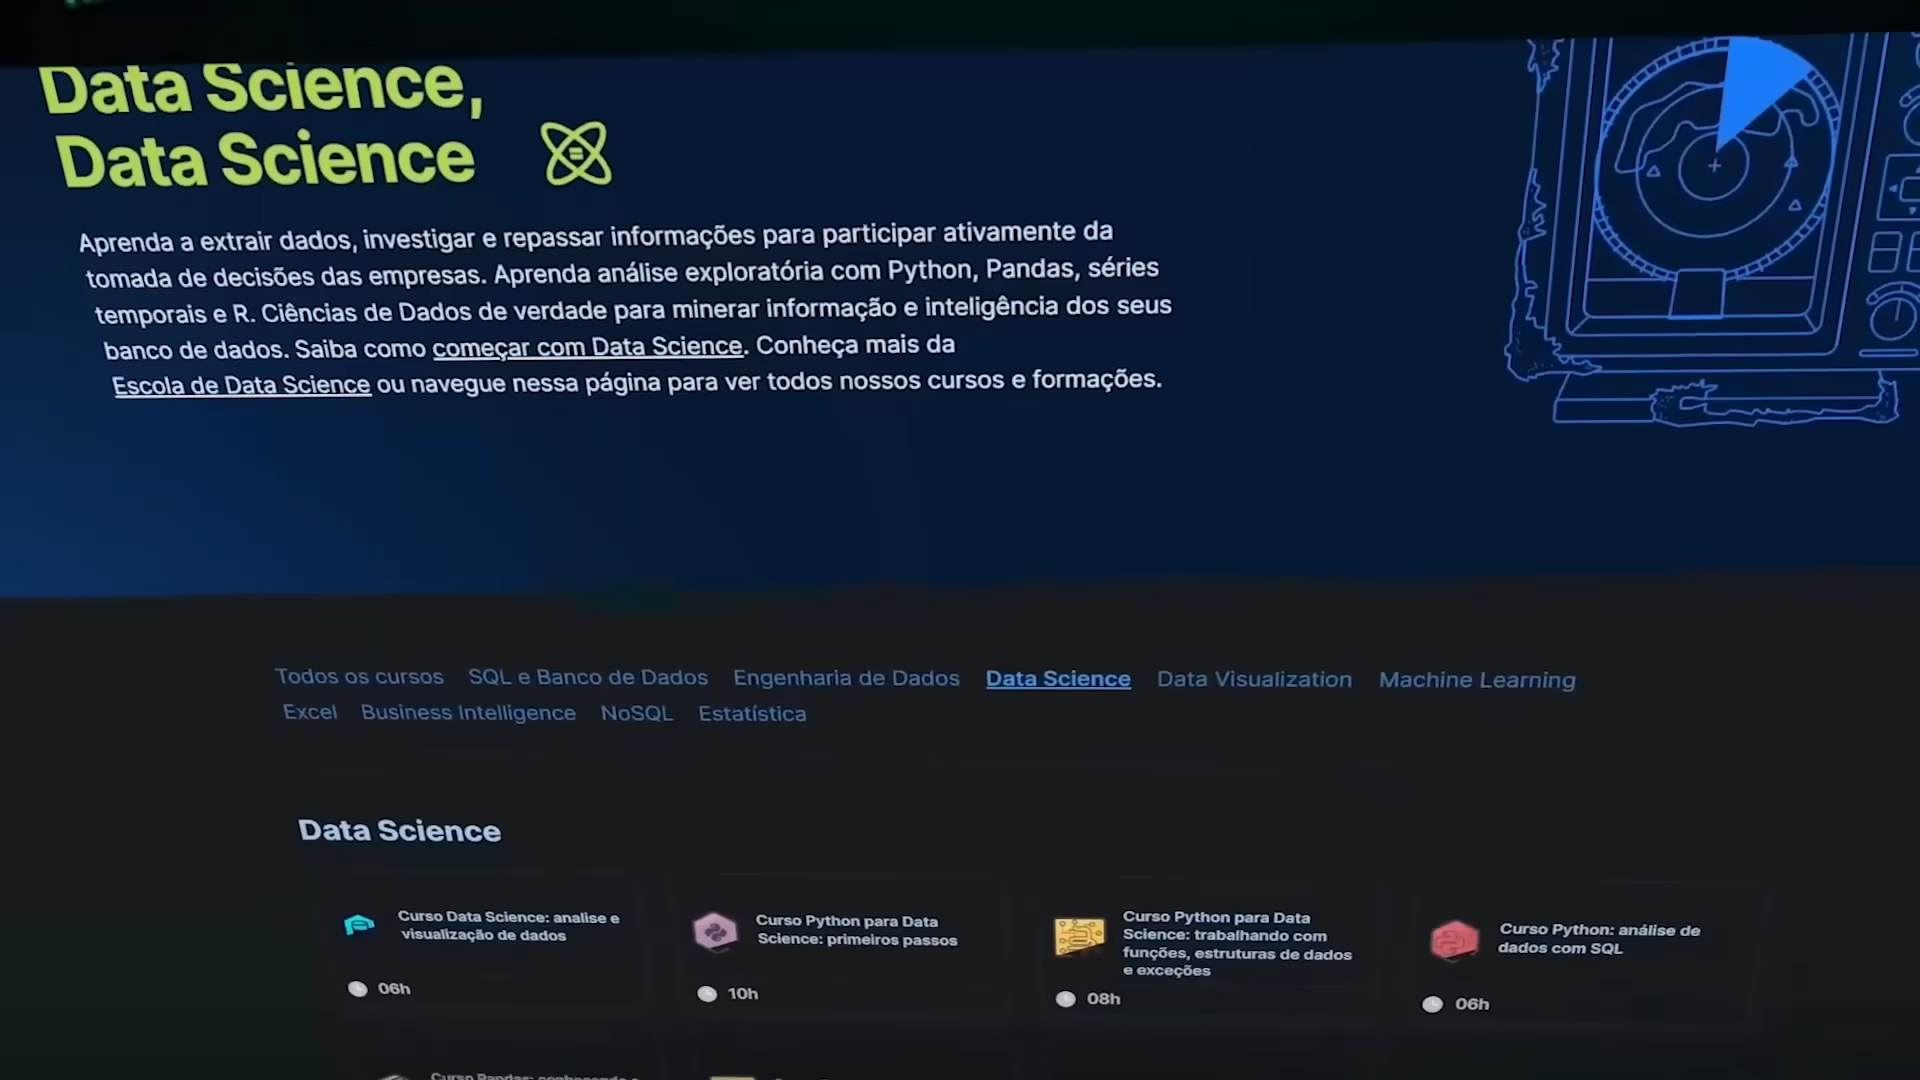 Data Science,
Data Science
Aprenda a extrair dados, investigar e repassar informações para participar ativamente da
tomada de decisões das empresas. Aprenda análise exploratória com Python, Pandas, séries
temporais e R. Ciências de Dados de verdade para minerar informação e inteligência dos seus
banco de dados. Saiba como começar com Data Science. Conheça mais da
Escola de Data Science ou navegue nessa página para ver todos nossos cursos e formações.
Todos os cursos SQL e Banco de Dados Engenharia de Dados Data Science Data Visualization Machine Learning
Excel Business Intelligence NoSQL Estatística
Data Science
Curso Data Science: analise e
visualização de dados
06h
Curso Python para Data
Science: primeiros passos
10h
Curso Python para Data
Science: trabalhando com
funções, estruturas de dados
e exceções
08h
Curso Python: análise de
dados com SQL
06h
Curso Pandas: